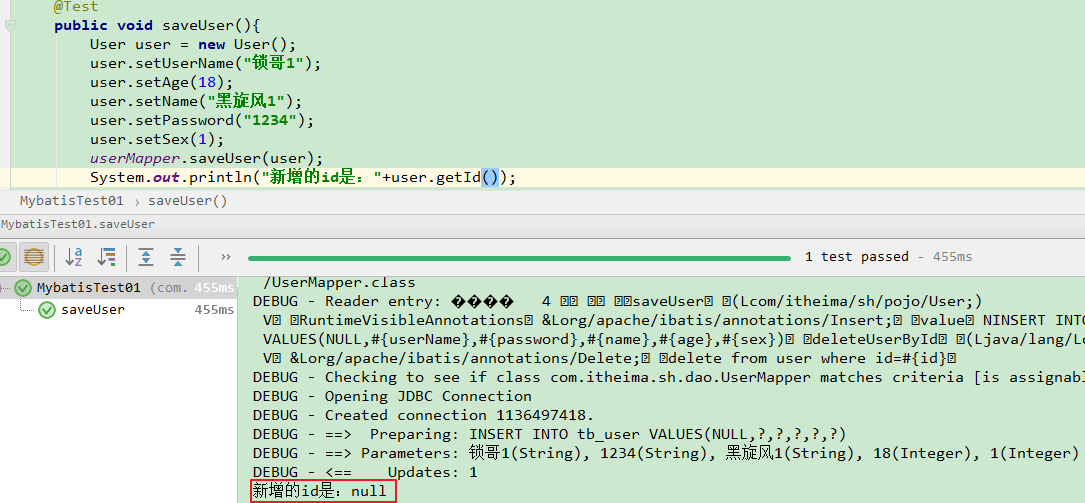 @Test
public void saveUser(){
User user = new User();
user.setUserName("锁哥1");
user.setAge(18);
user.setName("黑旋风1");
user.setPassword("1234");
user.setSex(1);
userMapper.saveUser(user);
System.out.println("新增的id是："+user.getId());
MybatisTest01 › saveUser()
MybatisTest01.saveUser
1 test passed - 455ms
MybatisTest01 (com. 455ms
saveUser 455ms
/UserMapper.class
DEBUG - Reader entry: ���� 4 saveUser (Lcom/itheima/sh/pojo/User;)
V RuntimeVisibleAnnotations &Lorg/apache/ibatis/annotations/Insert; value NINSERT INTO
VALUES(NULL,#{userName},#{password},#{name},#{age},#{sex}) deleteUserById (Ljava/lang/Lo
V &Lorg/apache/ibatis/annotations/Delete; delete from user where id=#{id}
DEBUG - Checking to see if class com.itheima.sh.dao.UserMapper matches criteria [is assignabl
DEBUG - Opening JDBC Connection
DEBUG - Created connection 1136497418.
DEBUG - ==>  Preparing: INSERT INTO tb_user VALUES(NULL,?,?,?,?,?)
DEBUG - ==> Parameters: 锁哥1(String), 1234(String), 黑旋风1(String), 18(Integer), 1(Integer)
DEBUG - <==    Updates: 1
新增的id是：null